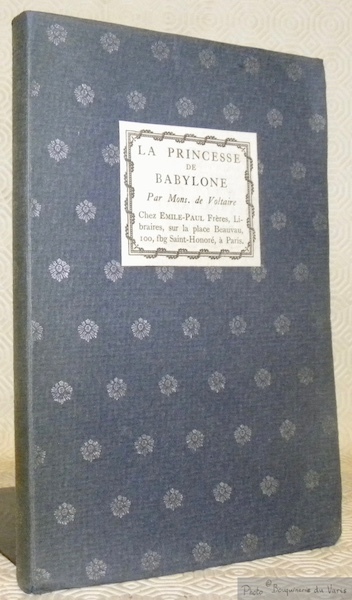 LA PRINCESSE
DE
BABYLONE
Par Mons. de Voltaire
Chez EMILE-PAUL Frères, Li-
braires, sur la place Beauvau,
100, fbg Saint-Honoré, à Paris.
Photo © Bouquinerie du Varis